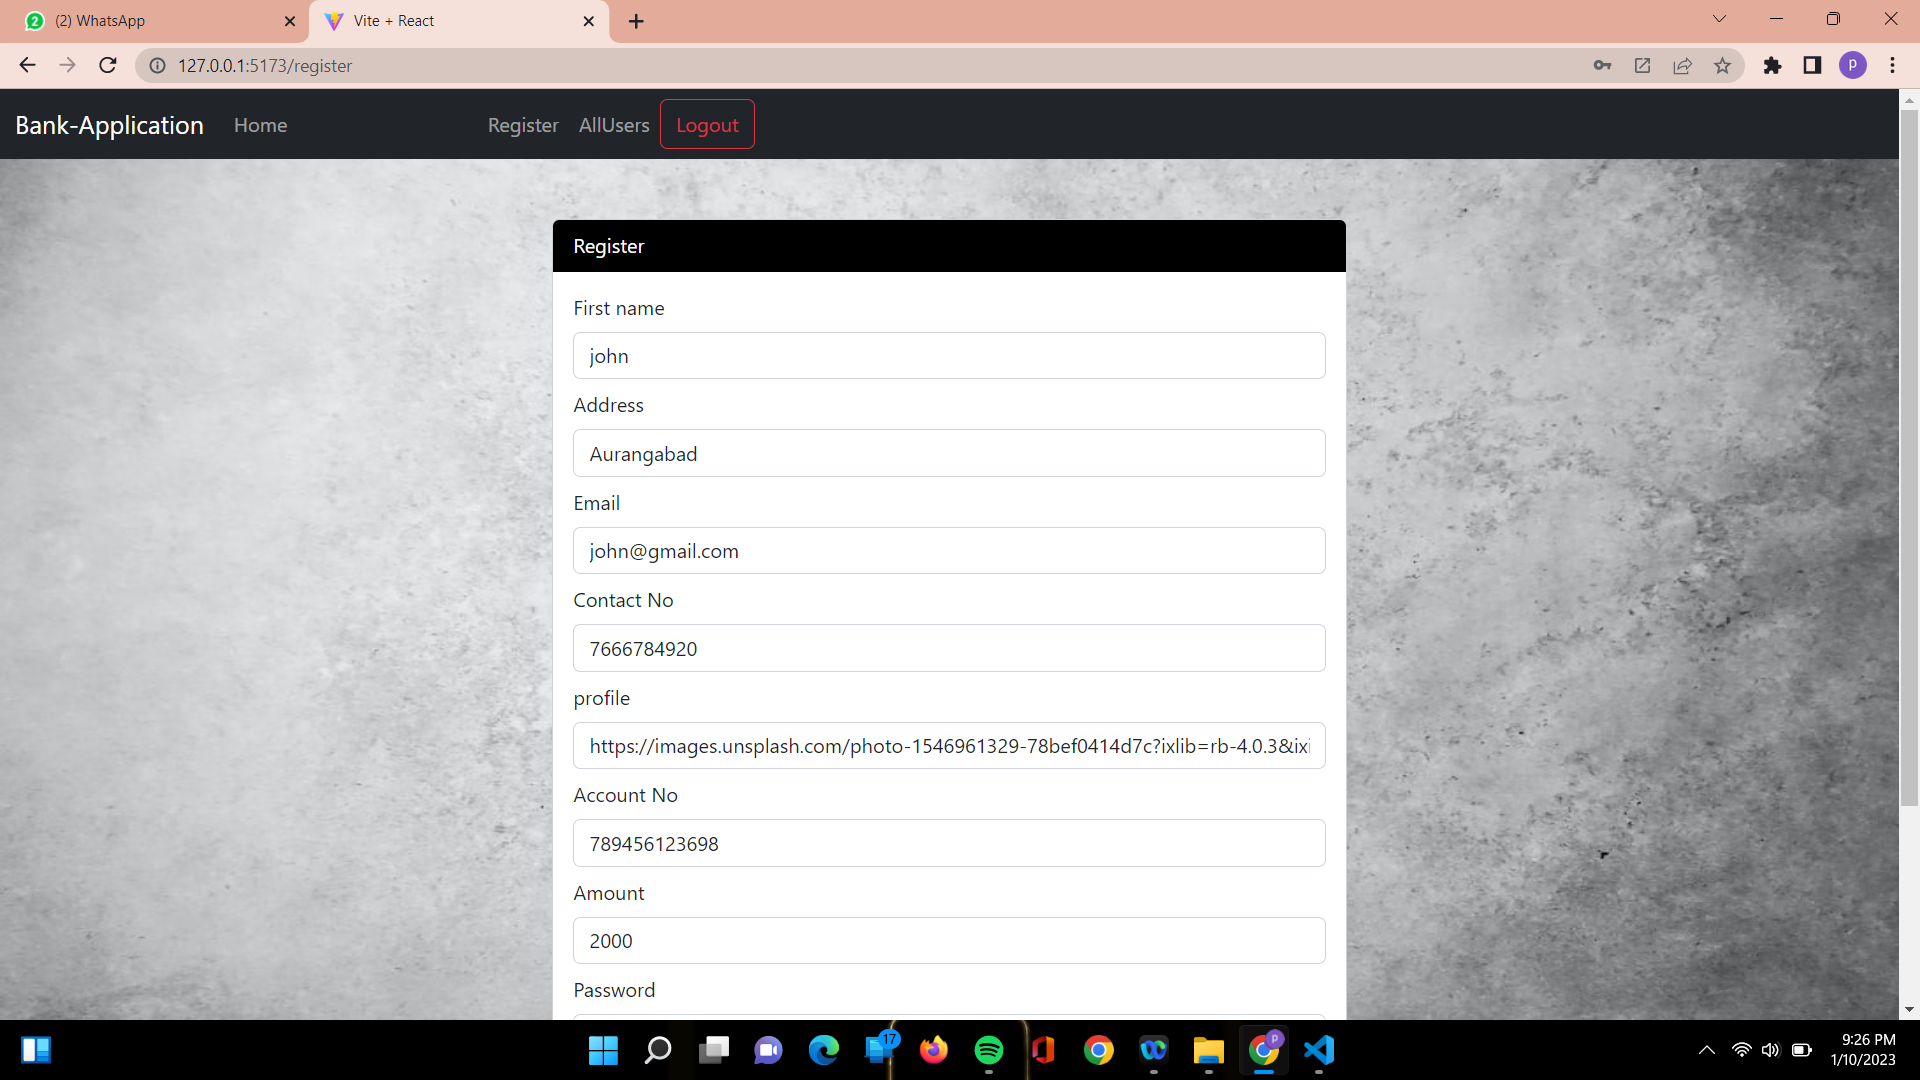 (2) WhatsApp
Vite + React
127.0.0.1:5173/register
P
Bank-Application
Home
Register
AllUsers
Logout
Register
First name
john
Address
Aurangabad
Email
john@gmail.com
Contact No
7666784920
profile
https://images.unsplash.com/photo-1546961329-78bef0414d7c?ixlib=rb-4.0.3&ixi
Account No
789456123698
Amount
2000
Password
17
P
9:26 PM
1/10/2023